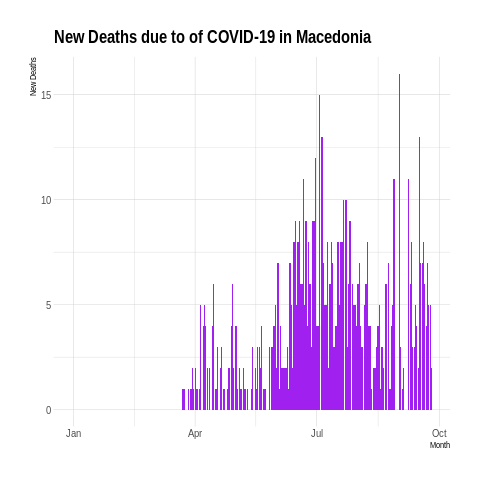 New Deaths due to of COVID-19 in Macedonia
New Deaths
15
10
5
0
Jan Apr Jul Oct
Month